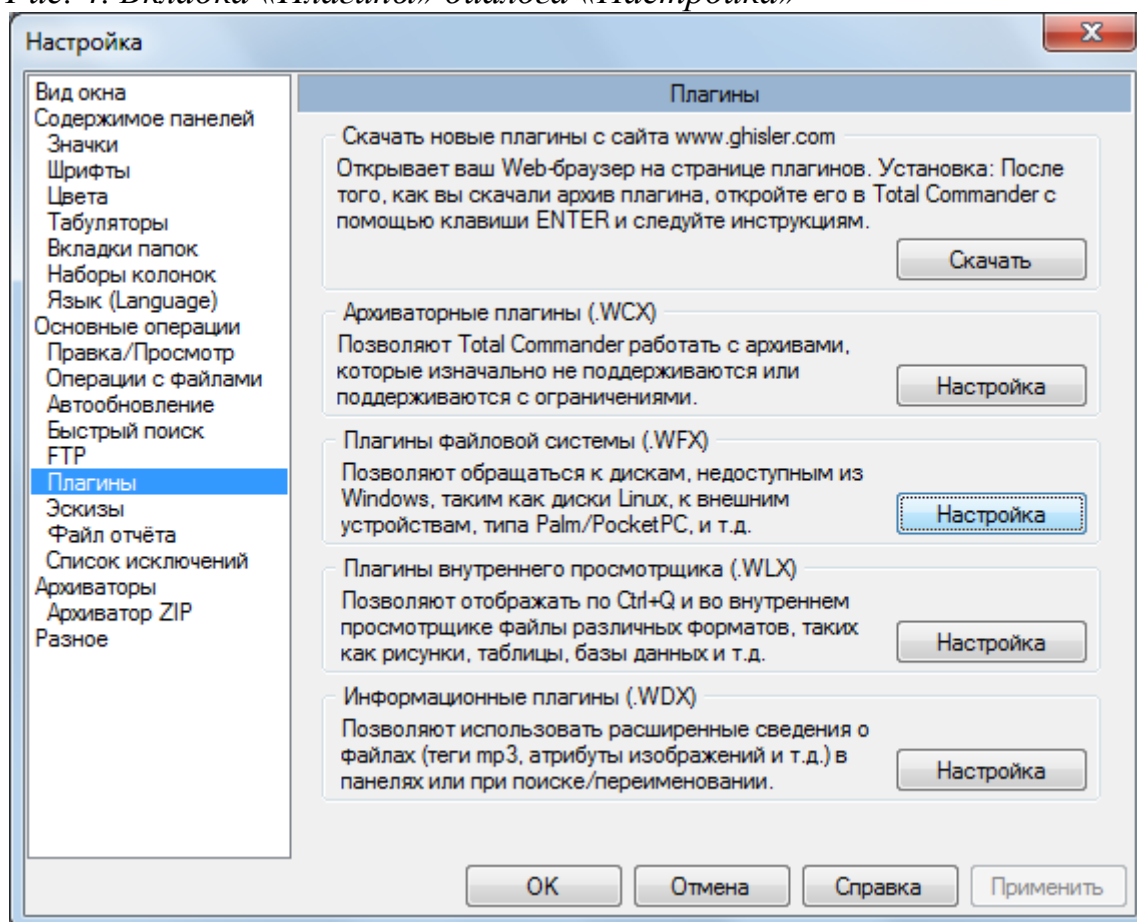 Рис. 4. Вкладка «Плагины» диалога «Настройка»
Настройка
Вид окна
Содержимое панелей
Значки
Шрифты
Цвета
Табуляторы
Вкладки папок
Наборы колонок
Язык (Language)
Основные операции
Правка/Просмотр
Операции с файлами
Автообновление
Быстрый поиск
FTP
Плагины
Эскизы
Файл отчёта
Список исключений
Архиваторы
Архиватор ZIP
Разное
Плагины
Скачать новые плагины с сайта www.ghisler.com
Открывает ваш Web-браузер на странице плагинов. Установка: После
того, как вы скачали архив плагина, откройте его в Total Commander с
помощью клавиши ENTER и следуйте инструкциям.
Скачать
Архиваторные плагины (.WCX)
Позволяют Total Commander работать с архивами,
которые изначально не поддерживаются или
поддерживаются с ограничениями.
Настройка
Плагины файловой системы (.WFX)
Позволяют обращаться к дискам, недоступным из
Windows, таким как диски Linux, к внешним
устройствам, типа Palm/PocketPC, и т.д.
Настройка
Плагины внутреннего просмотрщика (.WLX)
Позволяют отображать по Ctrl+Q и во внутреннем
просмотрщике файлы различных форматов, таких
как рисунки, таблицы, базы данных и т.д.
Настройка
Информационные плагины (.WDX)
Позволяют использовать расширенные сведения о
файлах (теги mp3, атрибуты изображений и т.д.) в
панелях или при поиске/переименовании.
Настройка
OK
Отмена
Справка
Применить